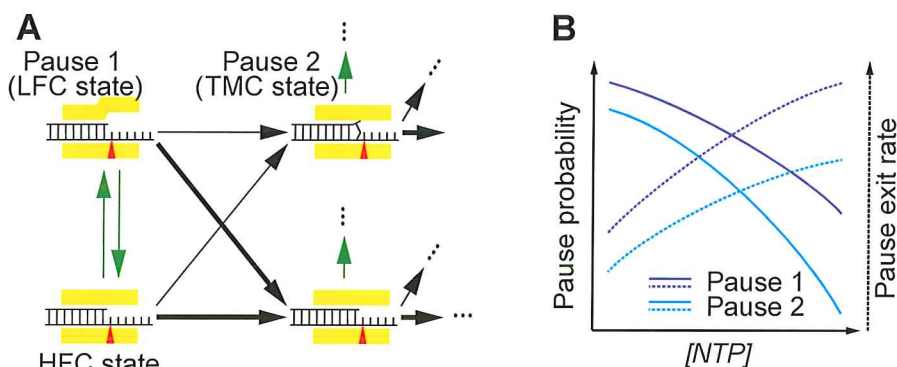 A
Pause 1
(LFC state)
Pause 2
(TMC state)
HFC state
B
Pause probability
Pause exit rate
Pause 1
Pause 2
[NTP]